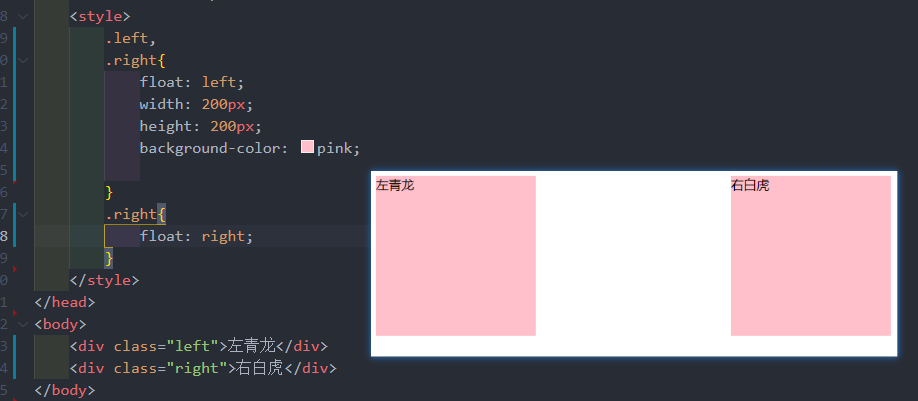 8 <style>
9 .left,
0 .right{
1 float: left;
2 width: 200px;
3 height: 200px;
4 background-color: pink;
5
6 }
7 .right{
8 float: right;
9 }
0 </style>
1 </head>
2 <body>
3 <div class="left">左青龙</div>
4 <div class="right">右白虎</div>
5 </body>
左青龙
右白虎